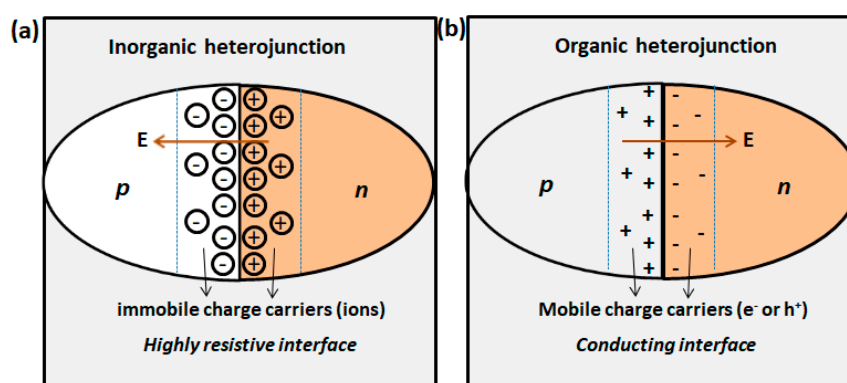 (a)
Inorganic heterojunction
E
p
n
immobile charge carriers (ions)
Highly resistive interface
(b)
Organic heterojunction
E
p
n
Mobile charge carriers (e- or h+)
Conducting interface